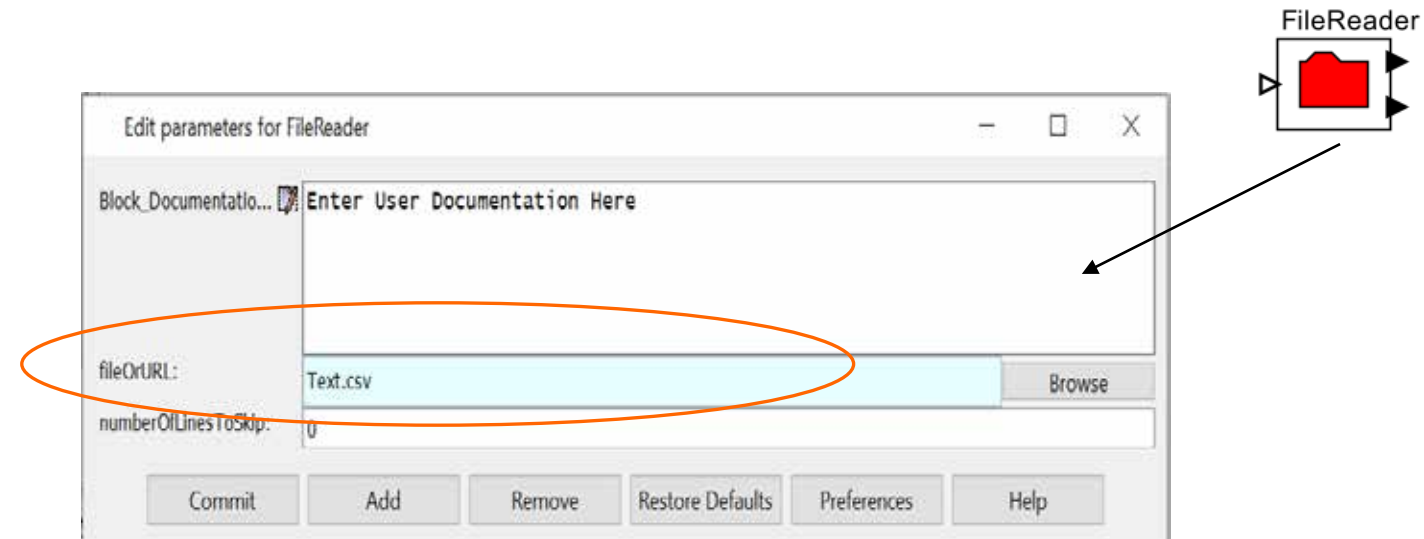 FileReader
Edit parameters for FileReader
Block_Documentatio...
Enter User Documentation Here
fileOrURL:
Text.csv
Browse
numberOfLinesToSkip:
0
Commit
Add
Remove
Restore Defaults
Preferences
Help